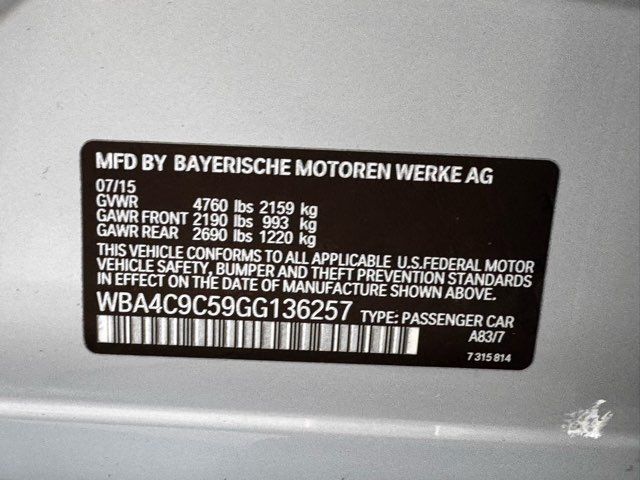 MFD BY BAYERISCHE MOTOREN WERKE AG
07/15
GVWR 4760 lbs 2159 kg
GAWR FRONT 2190 lbs 993 kg
GAWR REAR 2690 lbs 1220 kg
THIS VEHICLE CONFORMS TO ALL APPLICABLE U.S.FEDERAL MOTOR
VEHICLE SAFETY, BUMPER AND THEFT PREVENTION STANDARDS
IN EFFECT ON THE DATE OF MANUFACTURE SHOWN ABOVE.
WBA4C9C59GG136257 TYPE: PASSENGER CAR
A83/7
7 315 814